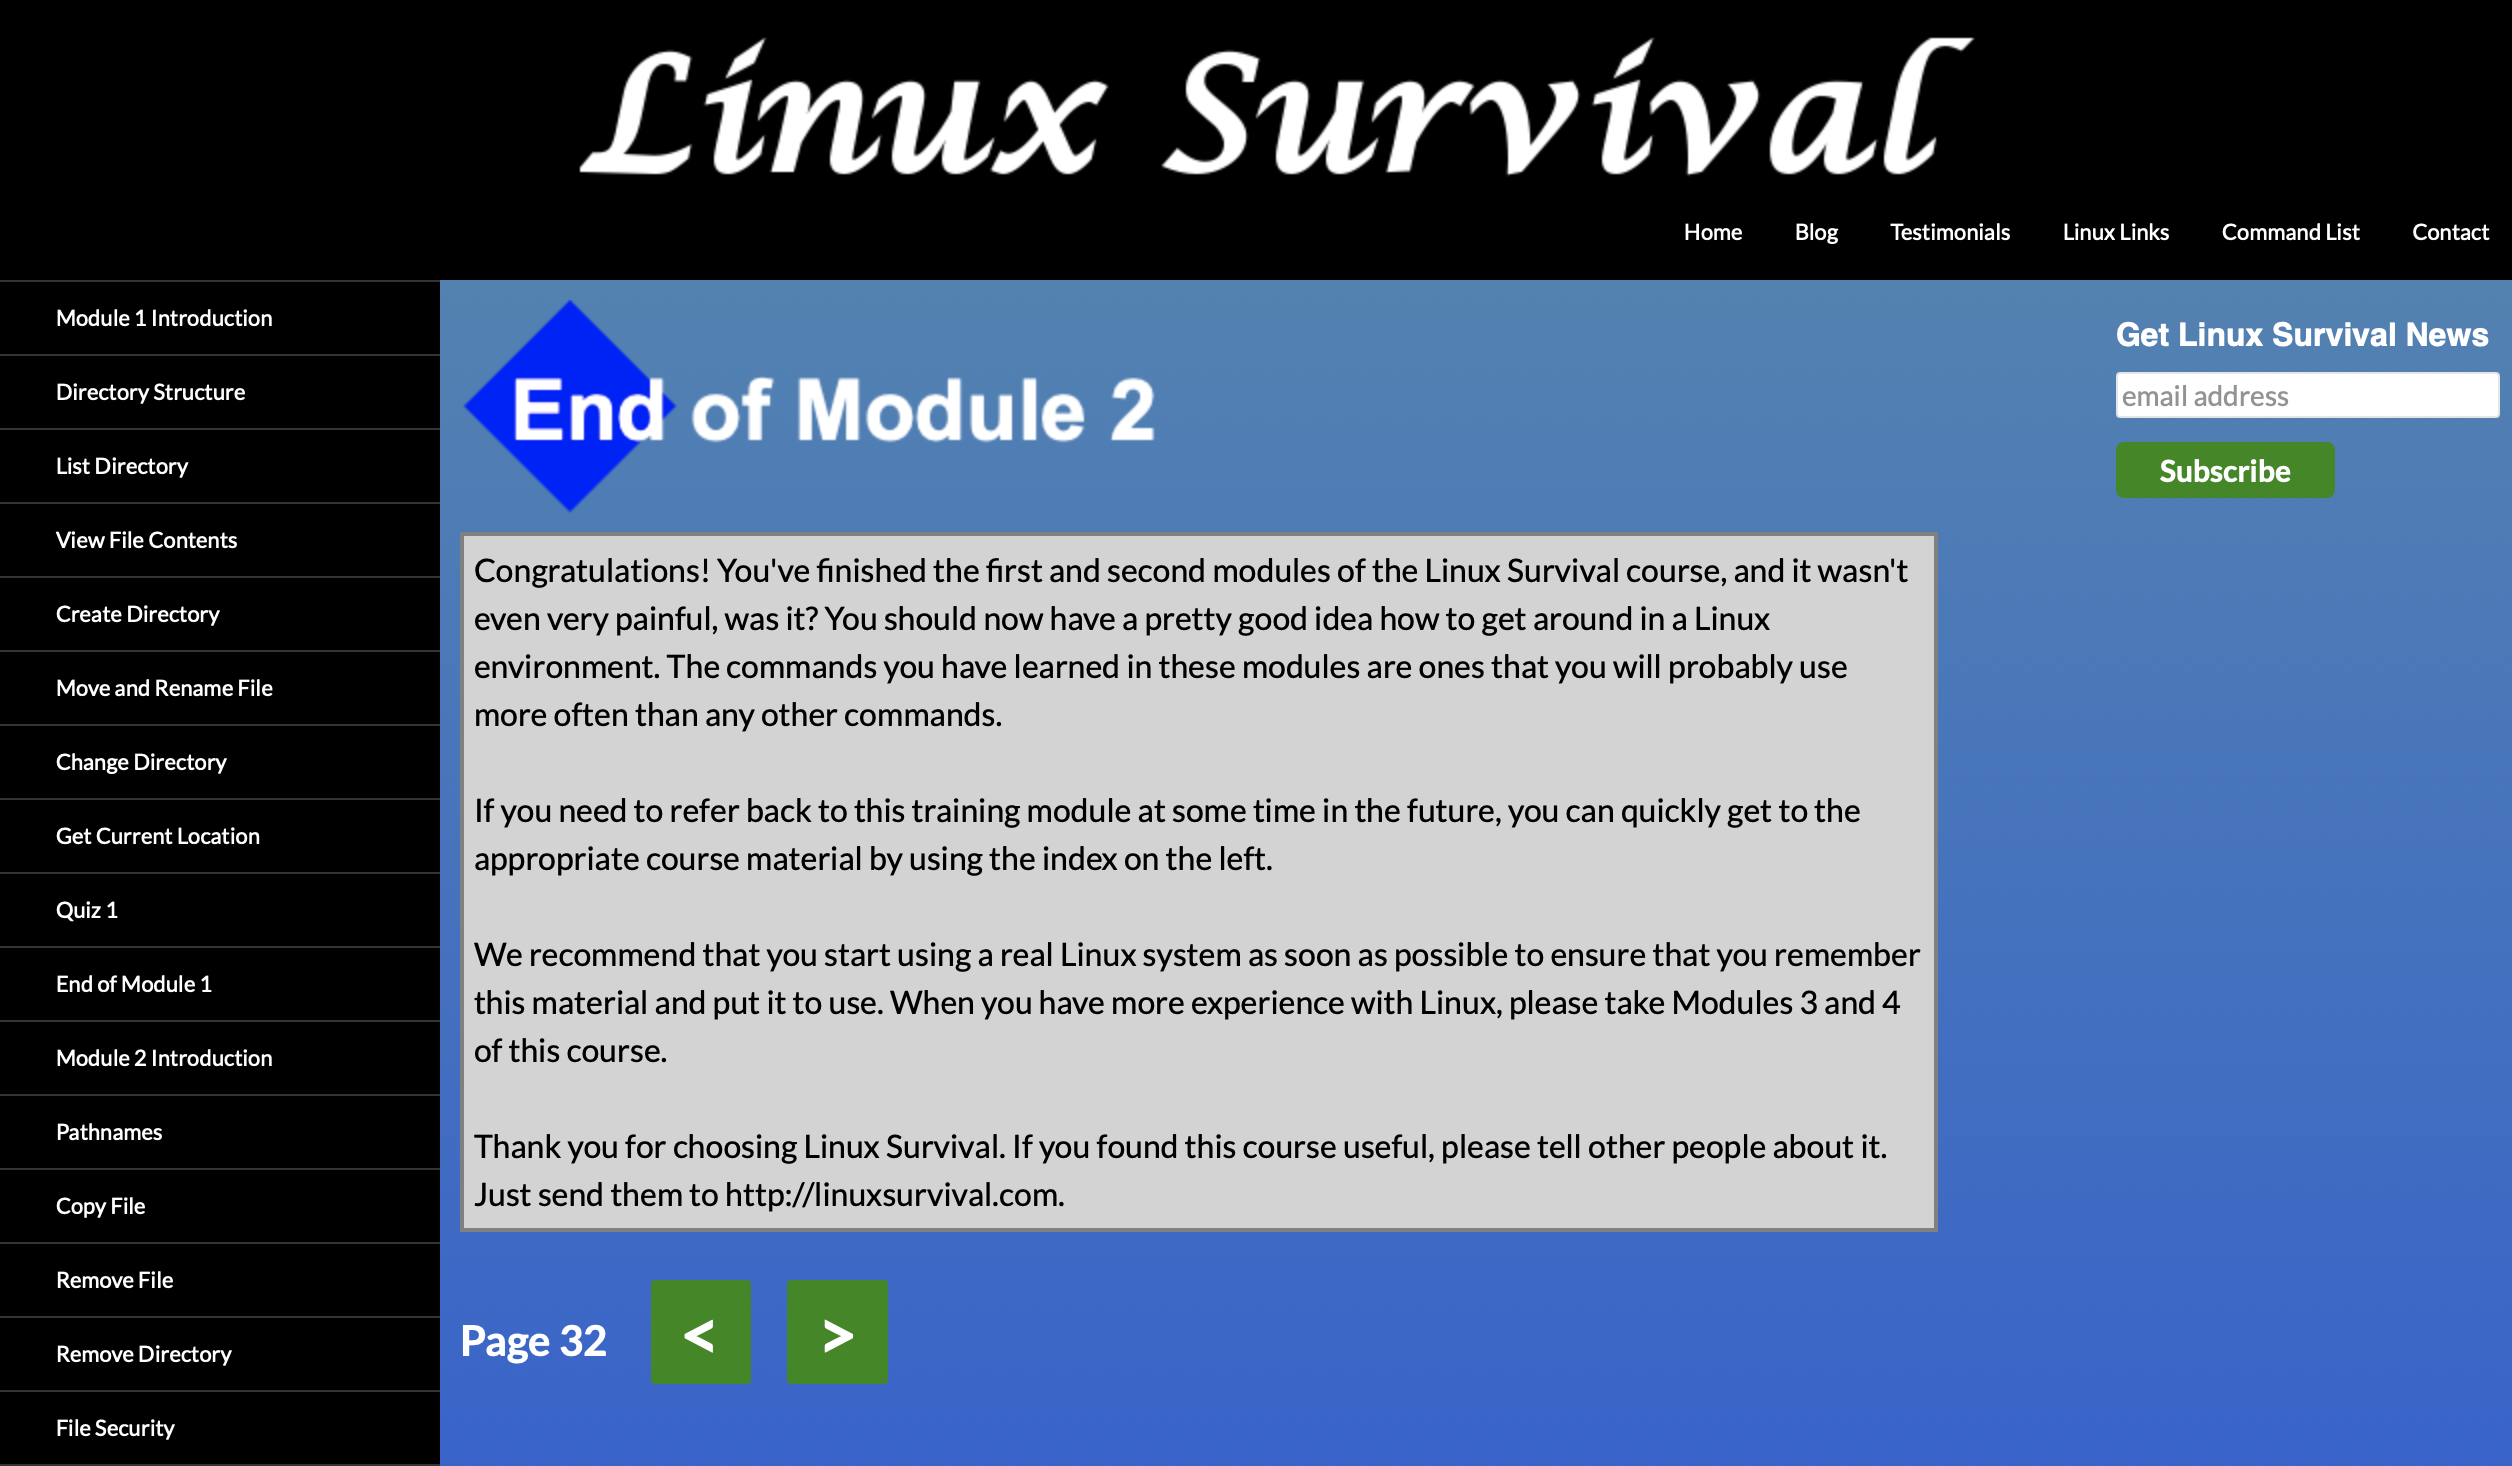 Linux Survival
Home
Blog
Testimonials
Linux Links
Command List
Contact
Module 1 Introduction
Directory Structure
List Directory
View File Contents
Create Directory
Move and Rename File
Change Directory
Get Current Location
Quiz 1
End of Module 1
Module 2 Introduction
Pathnames
Copy File
Remove File
Remove Directory
File Security
End of Module 2
Congratulations! You've finished the first and second modules of the Linux Survival course, and it wasn't
even very painful, was it? You should now have a pretty good idea how to get around in a Linux
environment. The commands you have learned in these modules are ones that you will probably use
more often than any other commands.
If you need to refer back to this training module at some time in the future, you can quickly get to the
appropriate course material by using the index on the left.
We recommend that you start using a real Linux system as soon as possible to ensure that you remember
this material and put it to use. When you have more experience with Linux, please take Modules 3 and 4
of this course.
Thank you for choosing Linux Survival. If you found this course useful, please tell other people about it.
Just send them to http://linuxsurvival.com.
Page 32
<
>
Get Linux Survival News
email address
Subscribe